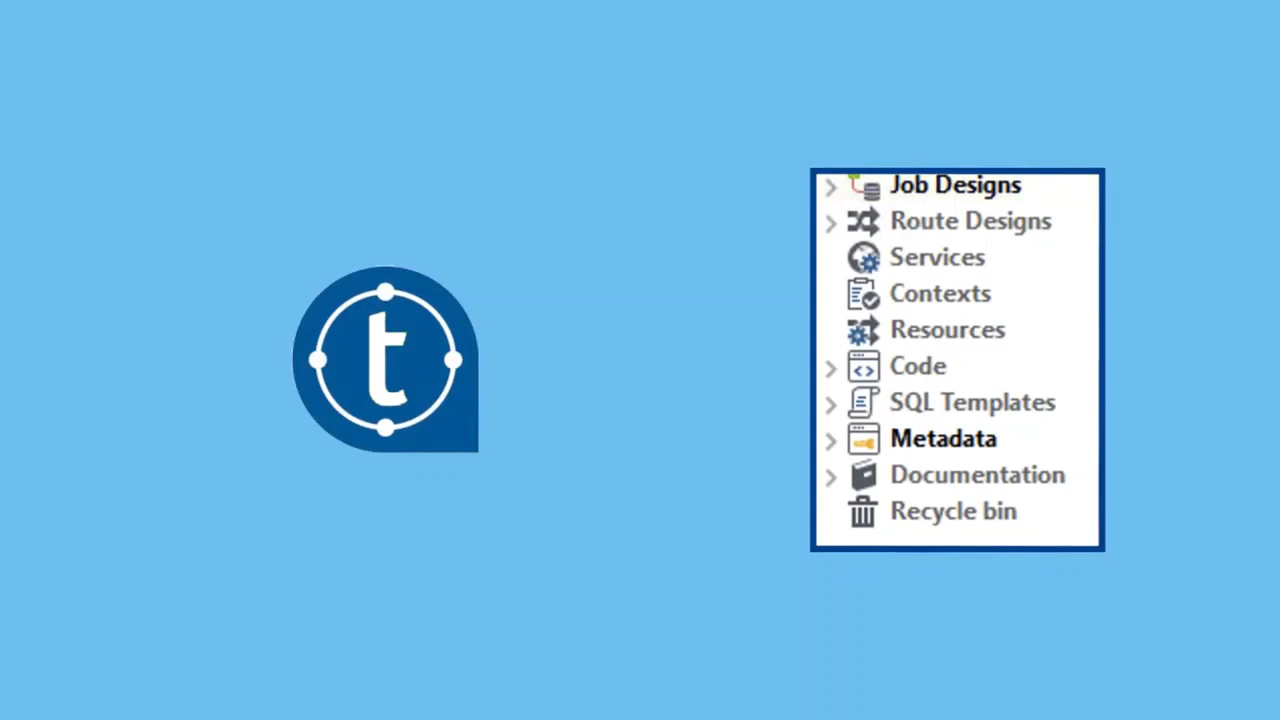 t
Job Designs
Route Designs
Services
Contexts
Resources
Code
SQL Templates
Metadata
Documentation
Recycle bin